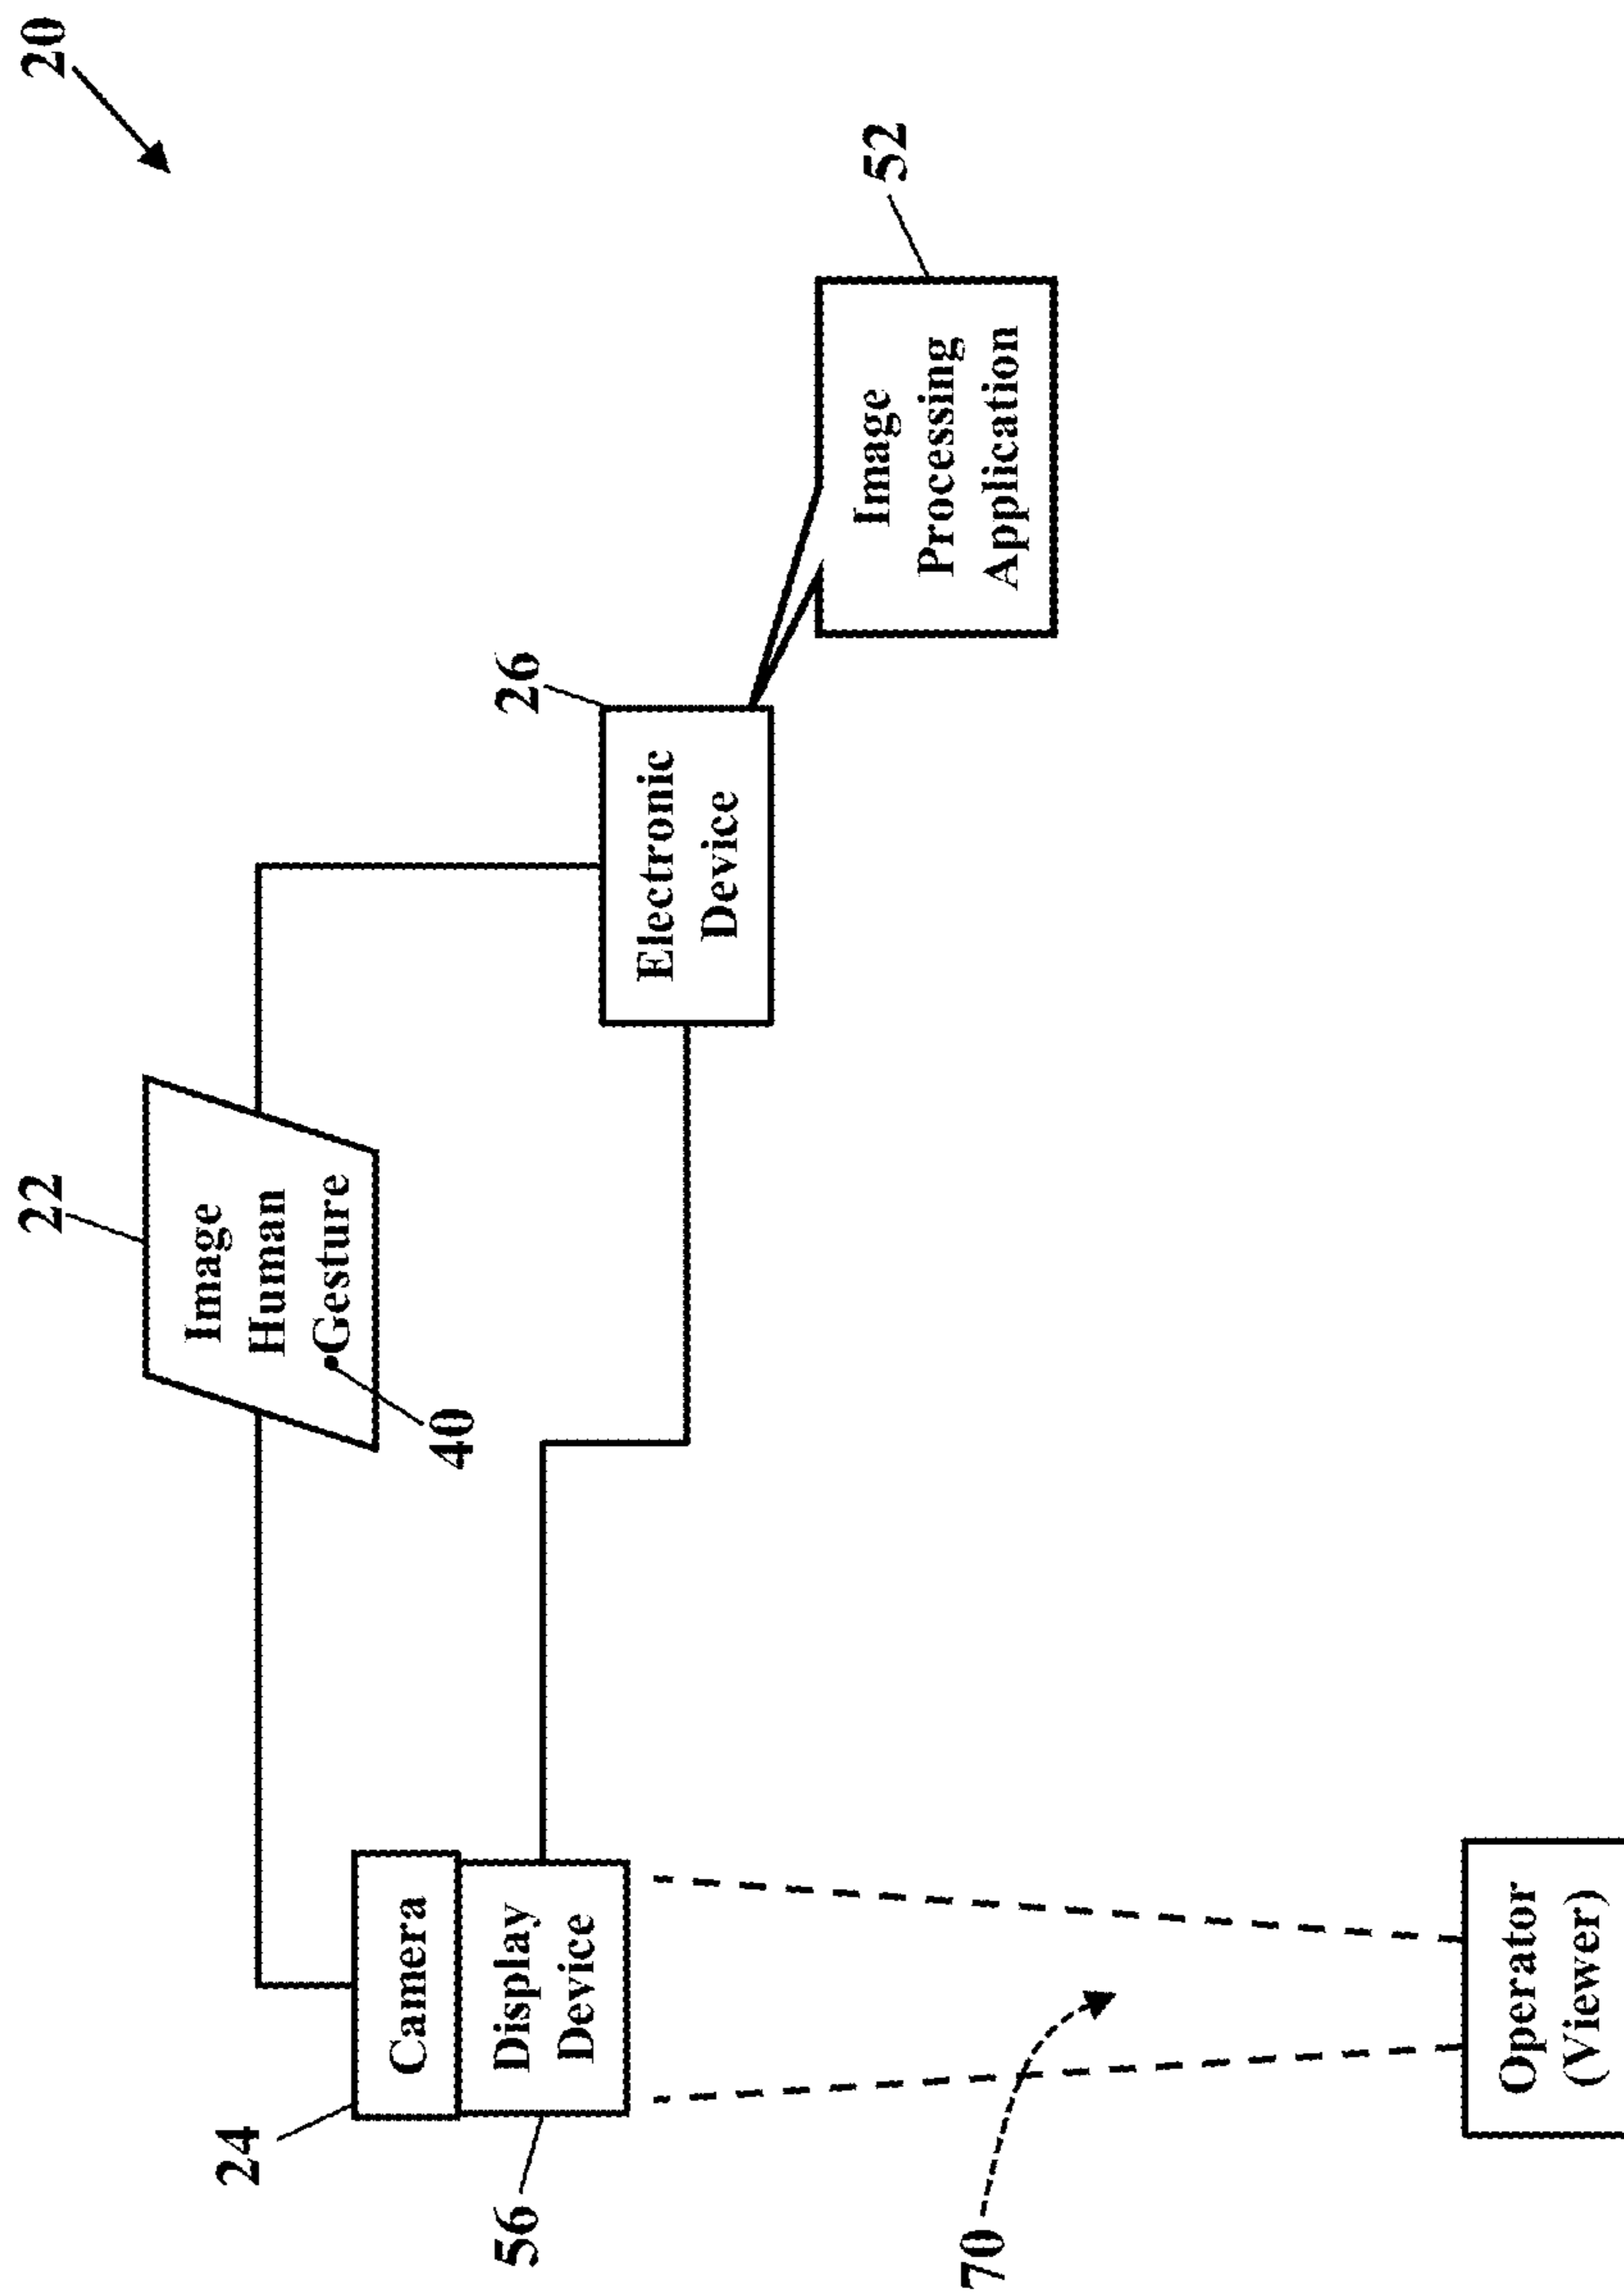 20
22
Image
Human
Gesture
40
24
Camera
56
Display
Device
26
Electronic
Device
52
Image
Processing
Application
70
Operator
(Viewer)